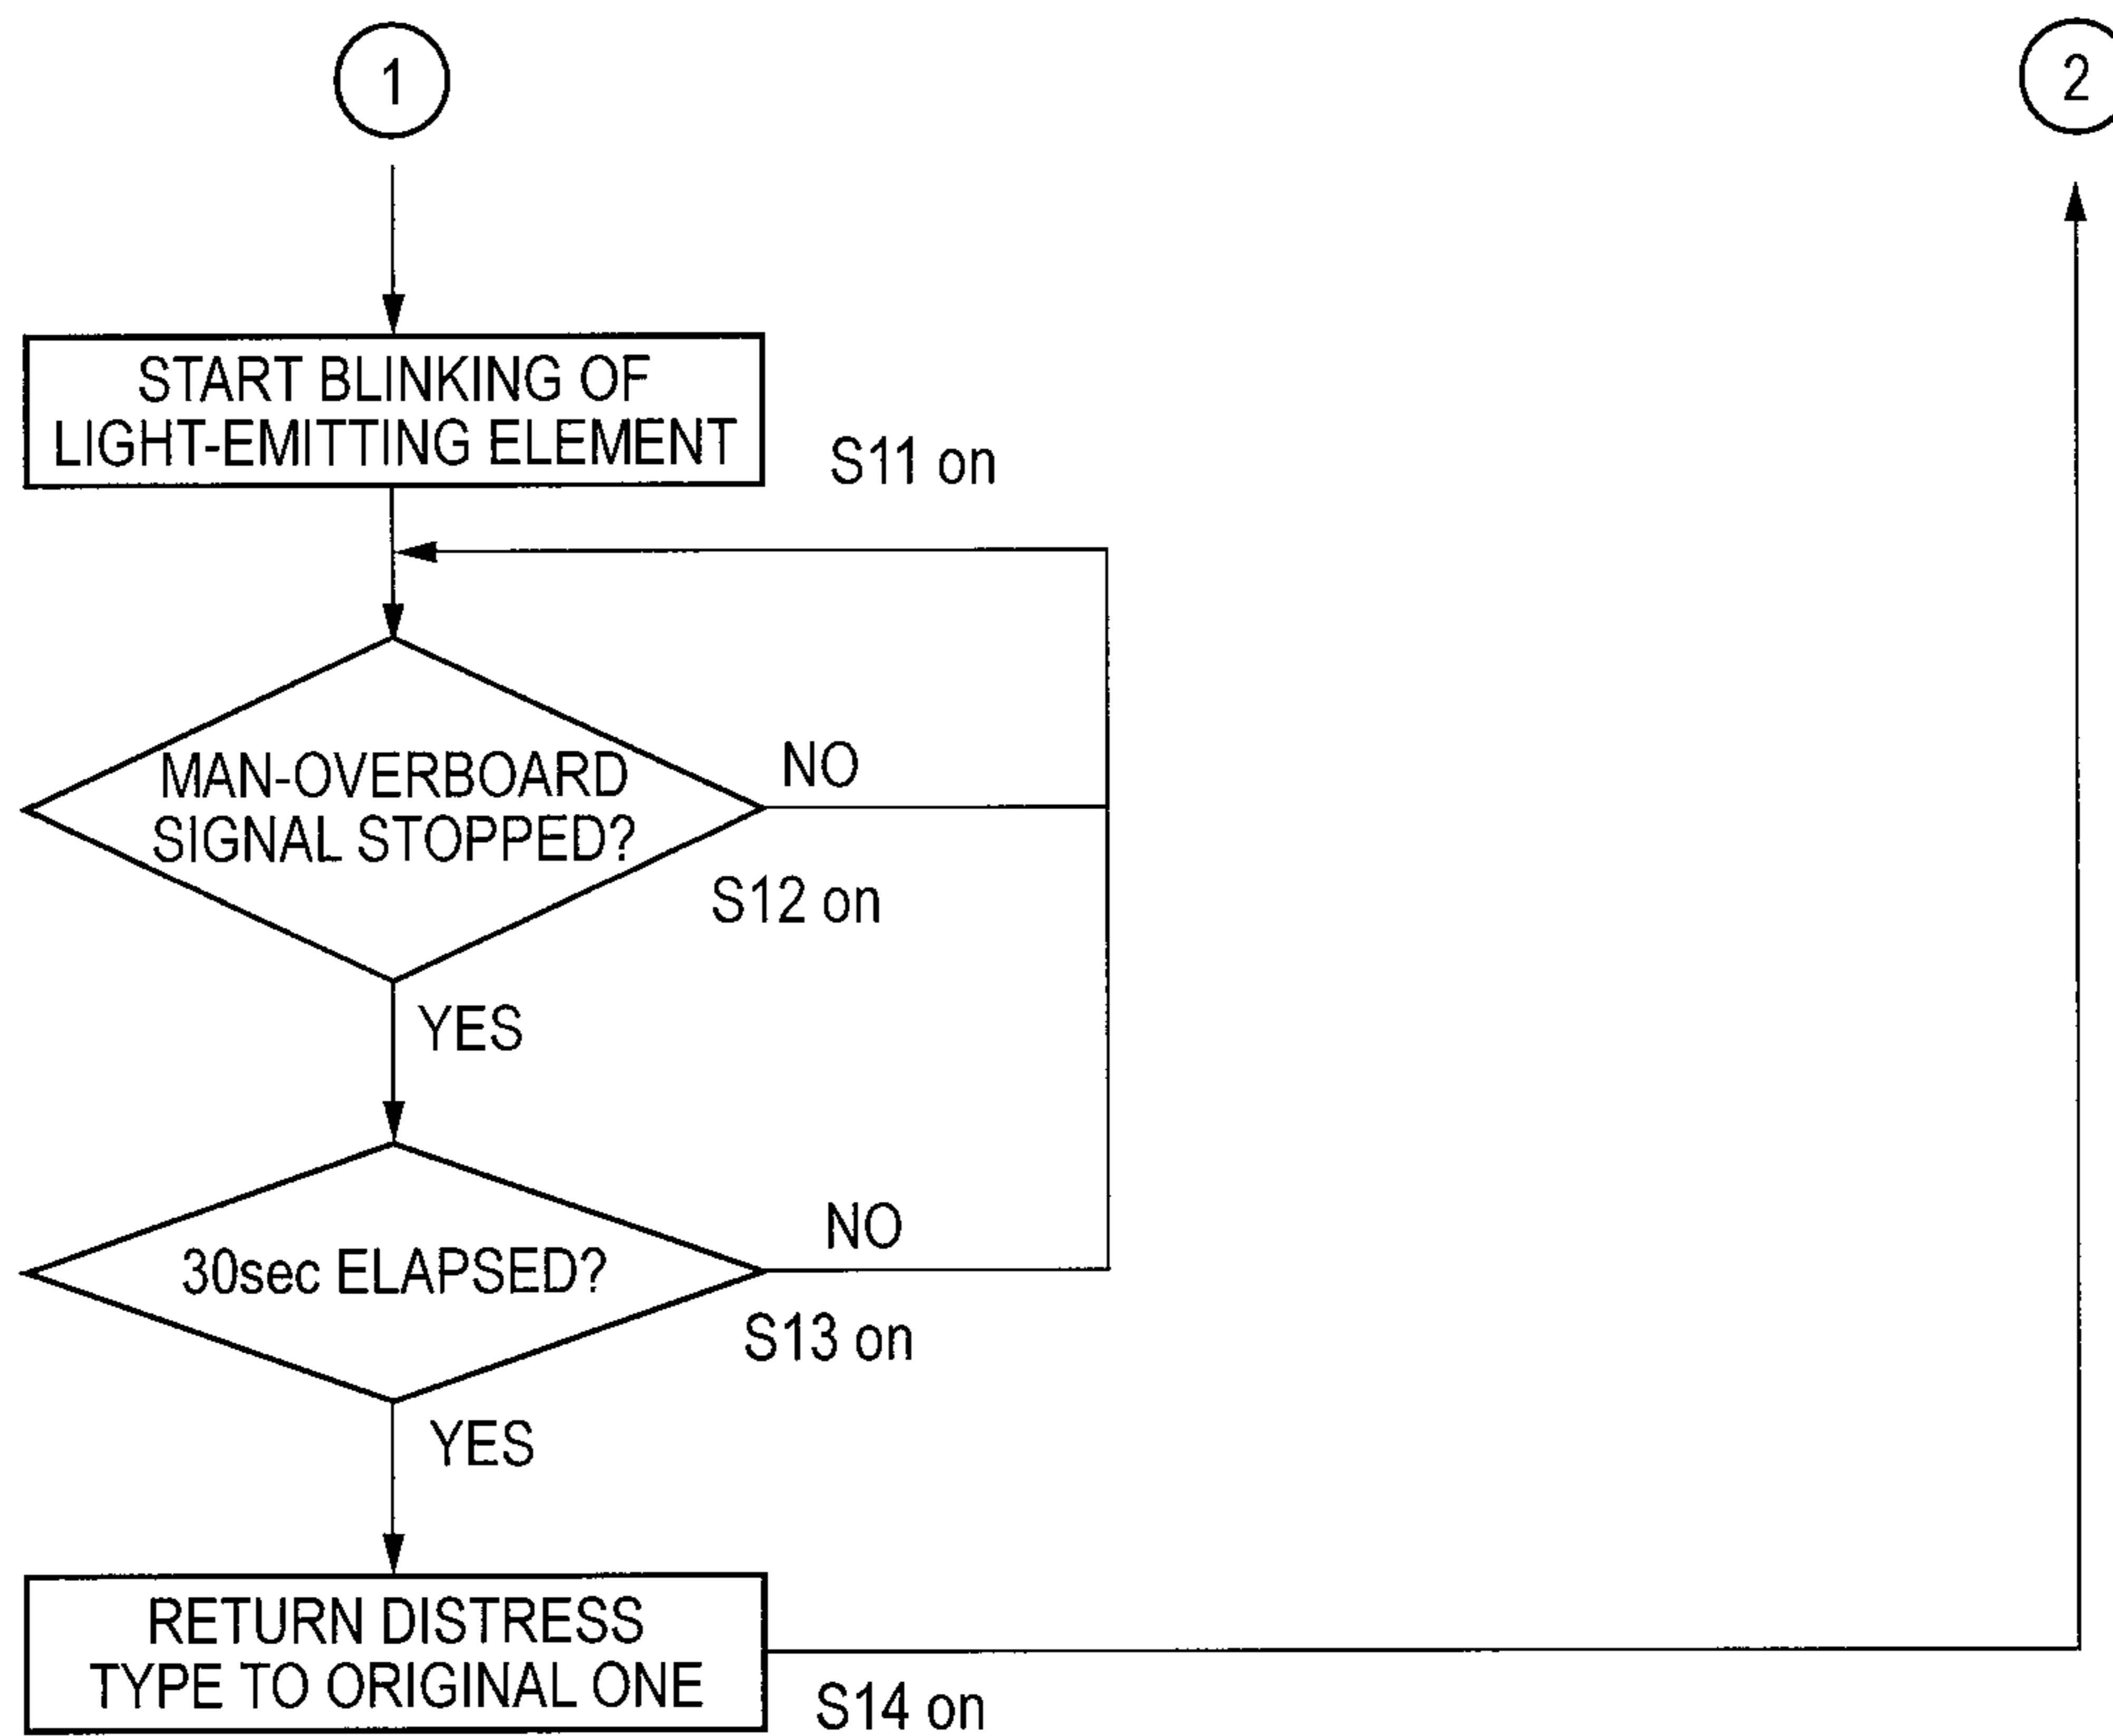 1
2
START BLINKING OF
LIGHT-EMITTING ELEMENT
S11 on
MAN-OVERBOARD
SIGNAL STOPPED?
NO
S12 on
YES
30sec ELAPSED?
NO
S13 on
YES
RETURN DISTRESS
TYPE TO ORIGINAL ONE
S14 on